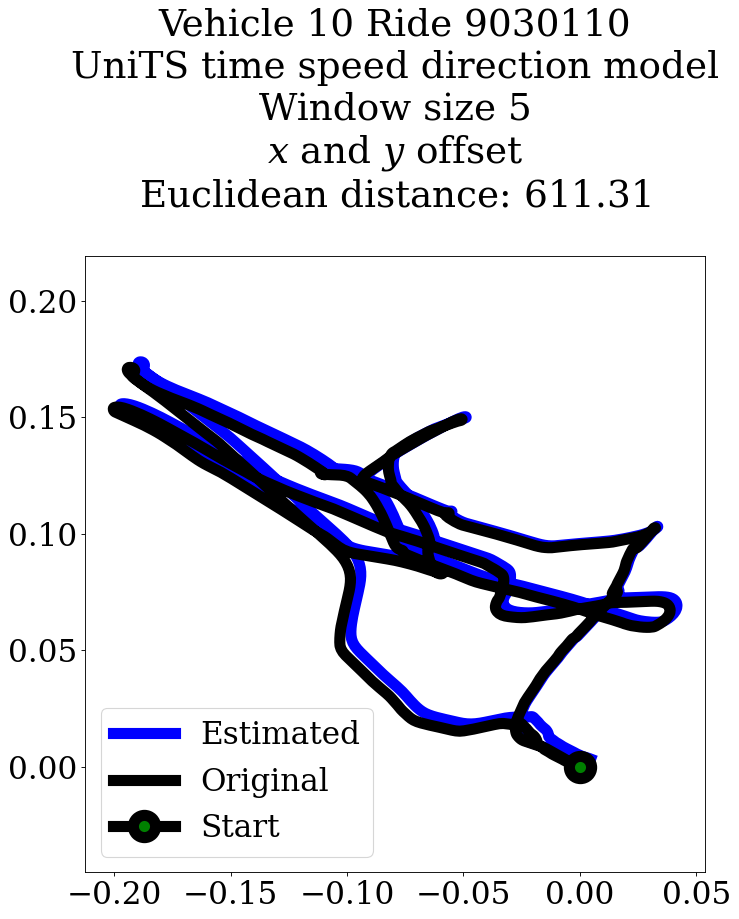 Vehicle 10 Ride 9030110
UniTS time speed direction model
Window size 5
x and y offset
Euclidean distance: 611.31
0.20
0.15
0.10
0.05
0.00
Estimated
Original
Start
−0.20 −0.15 −0.10 −0.05 0.00 0.05